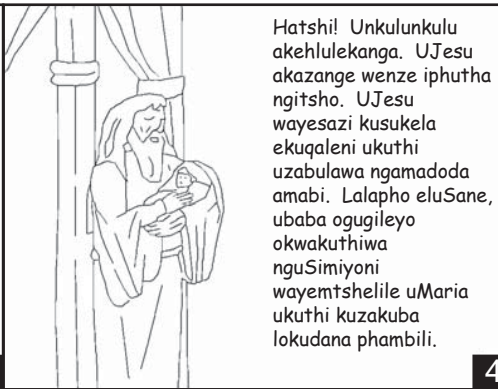 Hatshi! Unkulunkulu
akehlulekanga. UJesu
akazange wenze iphutha
ngitsho. UJesu
wayesazi kusukela
ekuqaleni ukuthi
uzabulawa ngamadoda
amabi. Lalapho eluSane,
ubaba ogugileyo
okwakuthiwa
nguSimiyoni
wayemtshelile uMaria
ukuthi kuzakuba
lokudana phambili.
4